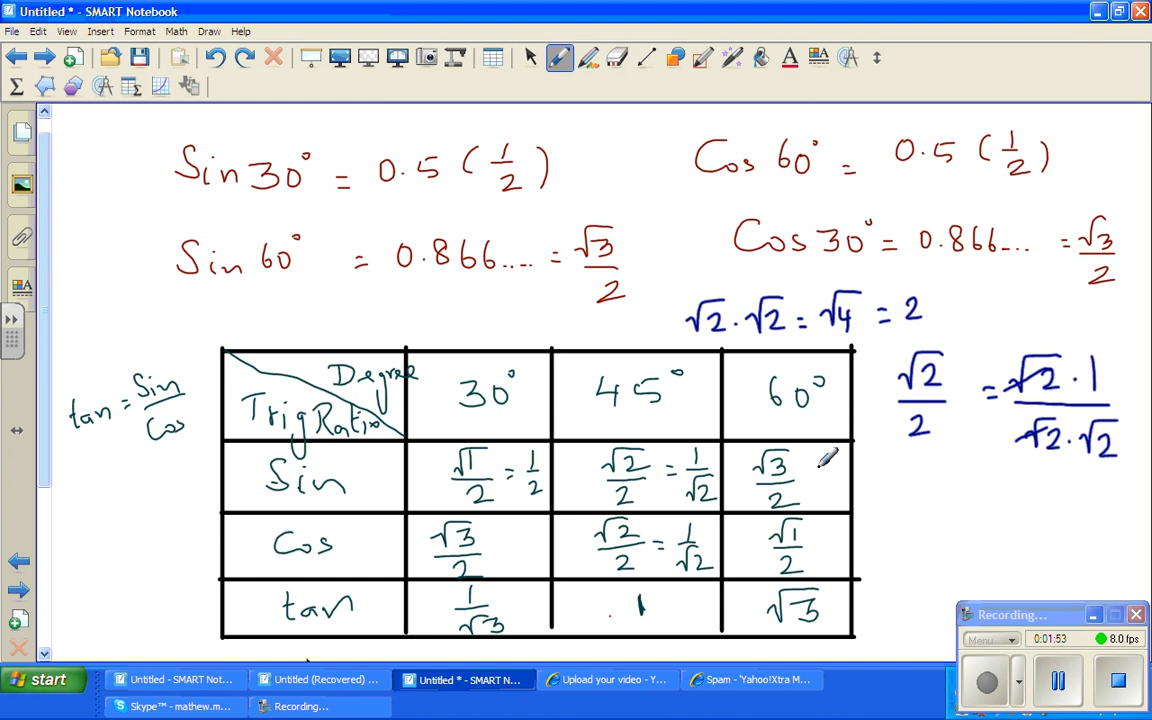 Untitled * - SMART Notebook
File Edit View Insert Format Math Draw Help
Sin 30° = 0.5 (1/2)
Cos 60° = 0.5 (1/2)
Sin 60° = 0.866.... = √3/2
Cos 30° = 0.866... = √3/2
√2 . √2 = √4 = 2
√2/2 = √2 . 1 / √2 . √2
tan = Sin/Cos
Degree
Trig Ratio
30° 45° 60°
Sin √1/2 = 1/2 √2/2 = 1/√2 √3/2
Cos √3/2 √2/2 = 1/√2 √1/2
tan 1/√3 1 √3
Recording...
Menu
00:01:53 8.0 fps
start
Untitled - SMART Not...
Untitled (Recovered) ...
Untitled * - SMART N...
Upload your video - Y...
Spam - 'Yahoo!Xtra M...
Skype™ - mathew.m...
Recording...